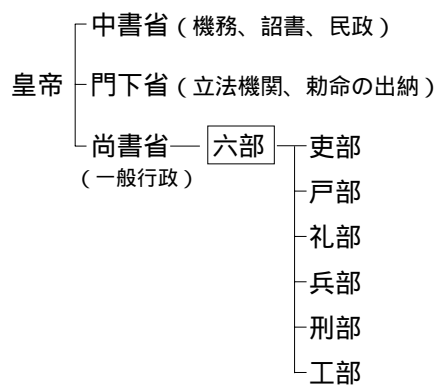 中書省（機務、詔書、民政）
皇帝 門下省（立法機関、勅命の出納）
尚書省 六部 吏部
（一般行政）
戸部
礼部
兵部
刑部
工部